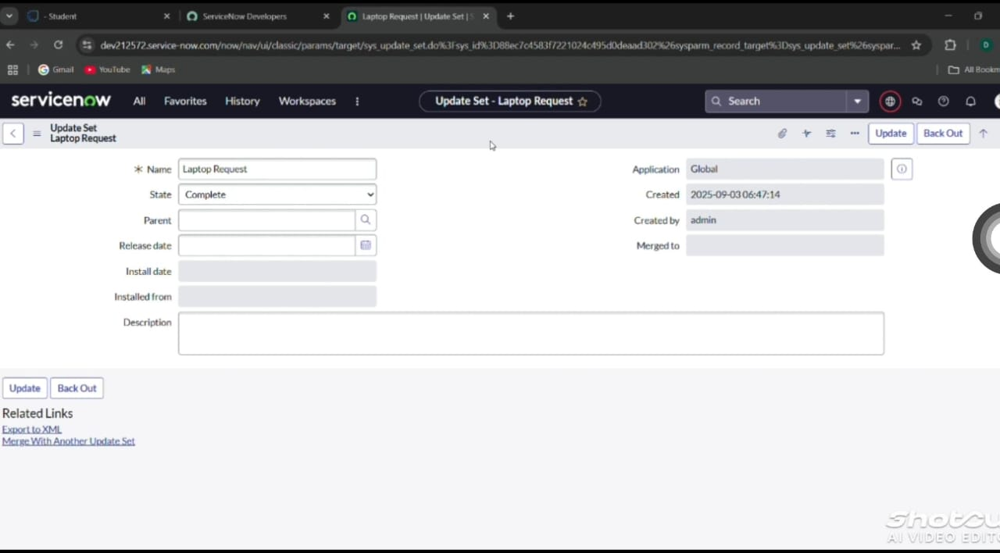 - Student
ServiceNow Developers
Laptop Request | Update Set | S
dev212572.service-now.com/now/nav/ui/classic/params/target/sys_update_set.do%3Fsys_id%3D88ec7c4583f7221024c495d0deaad302%26sysparm_record_target%3Dsys_update_set%26syspar...
D
Gmail
YouTube
Maps
All Bookm
servicenow
All
Favorites
History
Workspaces
Update Set - Laptop Request
Search
Update Set
Laptop Request
Update
Back Out
* Name
Laptop Request
Application
Global
State
Complete
Created
2025-09-03 06:47:14
Parent
Created by
admin
Release date
Merged to
Install date
Installed from
Description
Update
Back Out
Related Links
Export to XML
Merge With Another Update Set
ShotCu
AI VIDEO EDITO